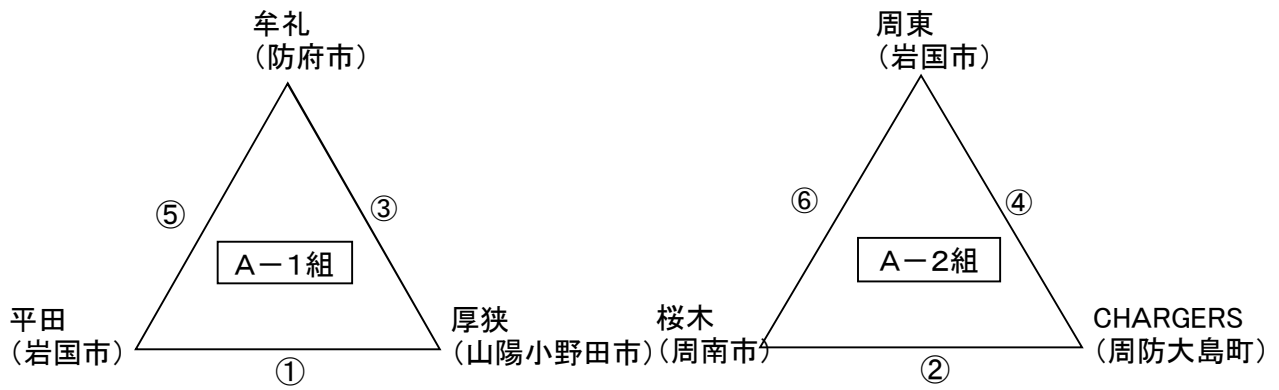 牟礼
（防府市）
⑤
③
A－1組
平田
（岩国市）
厚狭
（山陽小野田市）
①
周東
（岩国市）
⑥
④
A－2組
桜木
（周南市）
CHARGERS
（周防大島町）
②